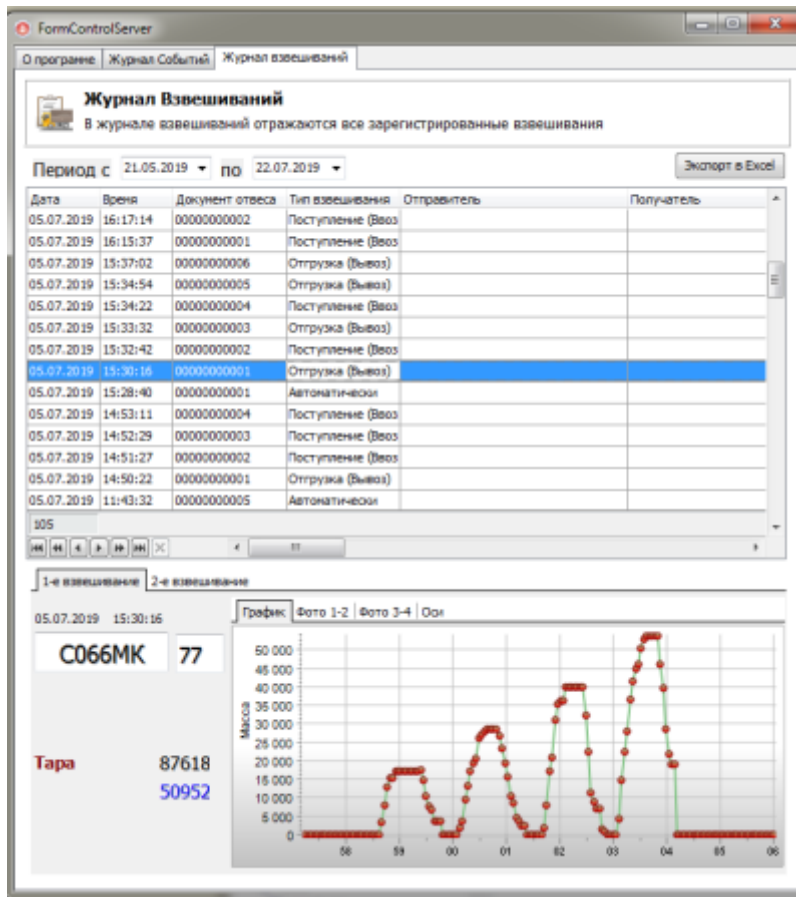 FormControlServer
О програмне Журнал Событий Журнал взвешиваний
Журнал Взвешиваний
В журнале взвешиваний отражаются все зарегистрированные взвешивания
Период с 21.05.2019 по 22.07.2019 Экспорт в Excel
Дата Время Документ отвеса Тип взвешивания Отправитель Получатель
05.07.2019 16:17:14 00000000002 Поступление (Ввоз
05.07.2019 16:15:37 00000000001 Поступление (Ввоз
05.07.2019 15:37:02 00000000006 Отгрузка (Вывоз)
05.07.2019 15:34:54 00000000005 Отгрузка (Вывоз)
05.07.2019 15:34:22 00000000004 Поступление (Ввоз
05.07.2019 15:33:32 00000000003 Отгрузка (Вывоз)
05.07.2019 15:32:42 00000000002 Поступление (Ввоз
05.07.2019 15:30:16 00000000001 Отгрузка (Вывоз)
05.07.2019 15:28:40 00000000001 Автоматически
05.07.2019 14:53:11 00000000004 Поступление (Ввоз
05.07.2019 14:52:29 00000000003 Поступление (Ввоз
05.07.2019 14:51:27 00000000002 Поступление (Ввоз
05.07.2019 14:50:22 00000000001 Отгрузка (Вывоз)
05.07.2019 11:43:32 00000000005 Автоматически
105
1-е взвешивание 2-е взвешивание
05.07.2019 15:30:16
График Фото 1-2 Фото 3-4 Оси
С066МК 77
Тара 87618
50952
Масса
50 000
45 000
40 000
35 000
30 000
25 000
20 000
15 000
10 000
5 000
0
58 59 00 01 02 03 04 05 06